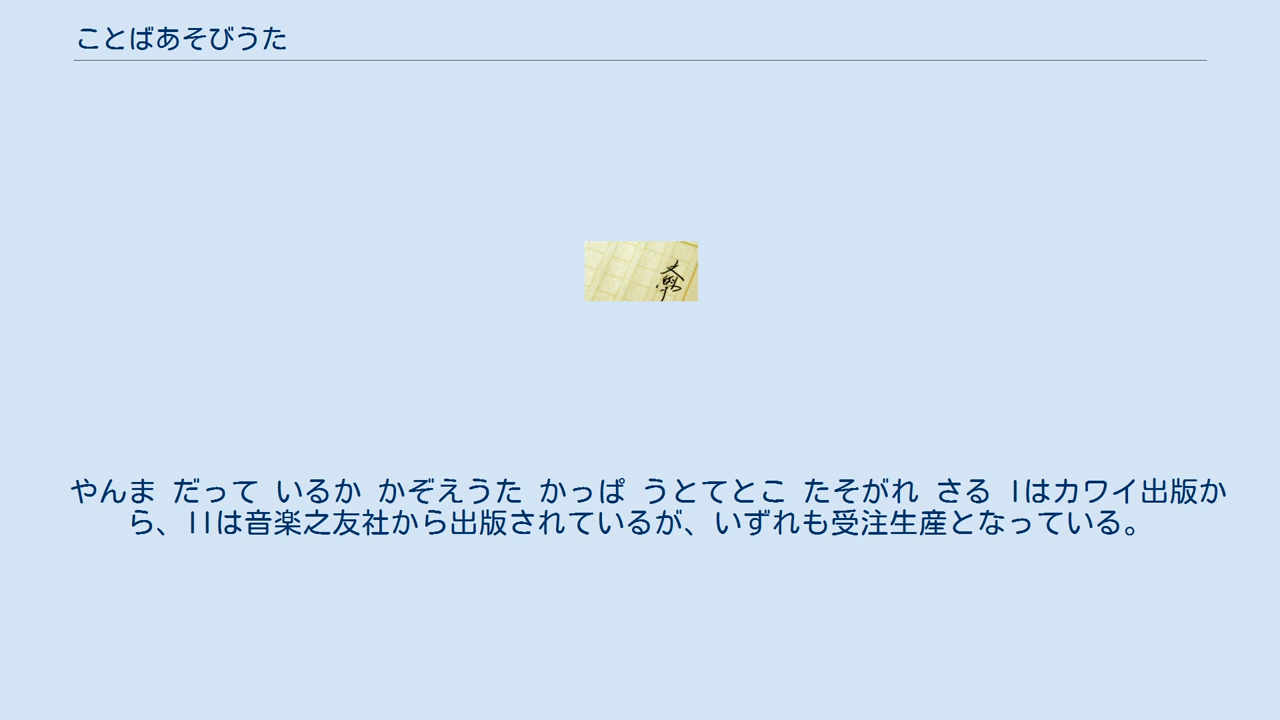 ことばあそびうた
やんま だって いるか かぞえうた かっぱ うとてとこ たそがれ さる Iはカワイ出版か
ら、IIは音楽之友社から出版されているが、いずれも受注生産となっている。